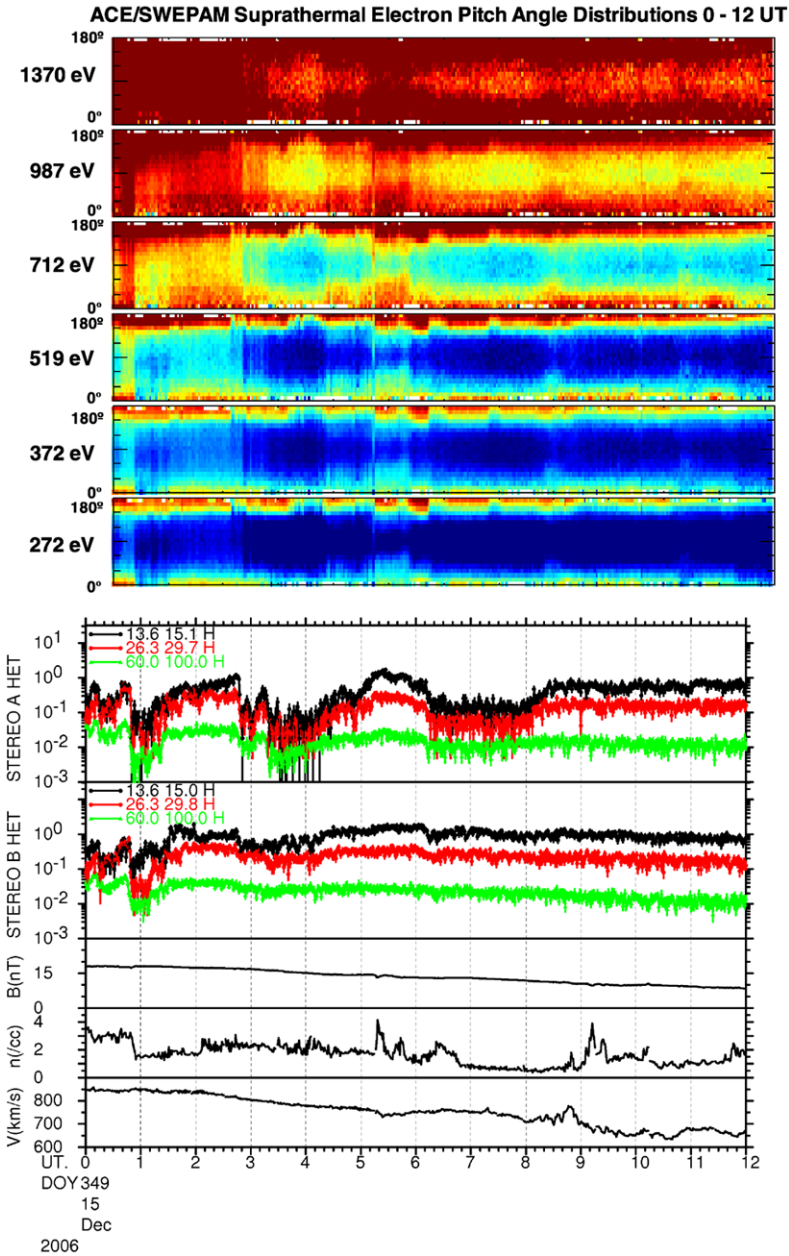 ACE/SWEPAM Suprathermal Electron Pitch Angle Distributions 0 - 12 UT
180º
1370 eV
0º
180º
987 eV
0º
180º
712 eV
0º
180º
519 eV
0º
180º
372 eV
0º
180º
272 eV
0º
STEREO A HET
10¹
10⁰
10⁻¹
10⁻²
10⁻³
13.6 15.1 H
26.3 29.7 H
60.0 100.0 H
STEREO B HET
10⁰
10⁻¹
10⁻²
10⁻³
13.6 15.0 H
26.3 29.8 H
60.0 100.0 H
B(nT)
15
0
n(/cc)
4
2
0
V(km/s)
800
700
600
UT. 0 1 2 3 4 5 6 7 8 9 10 11 12
DOY 349
15
Dec
2006